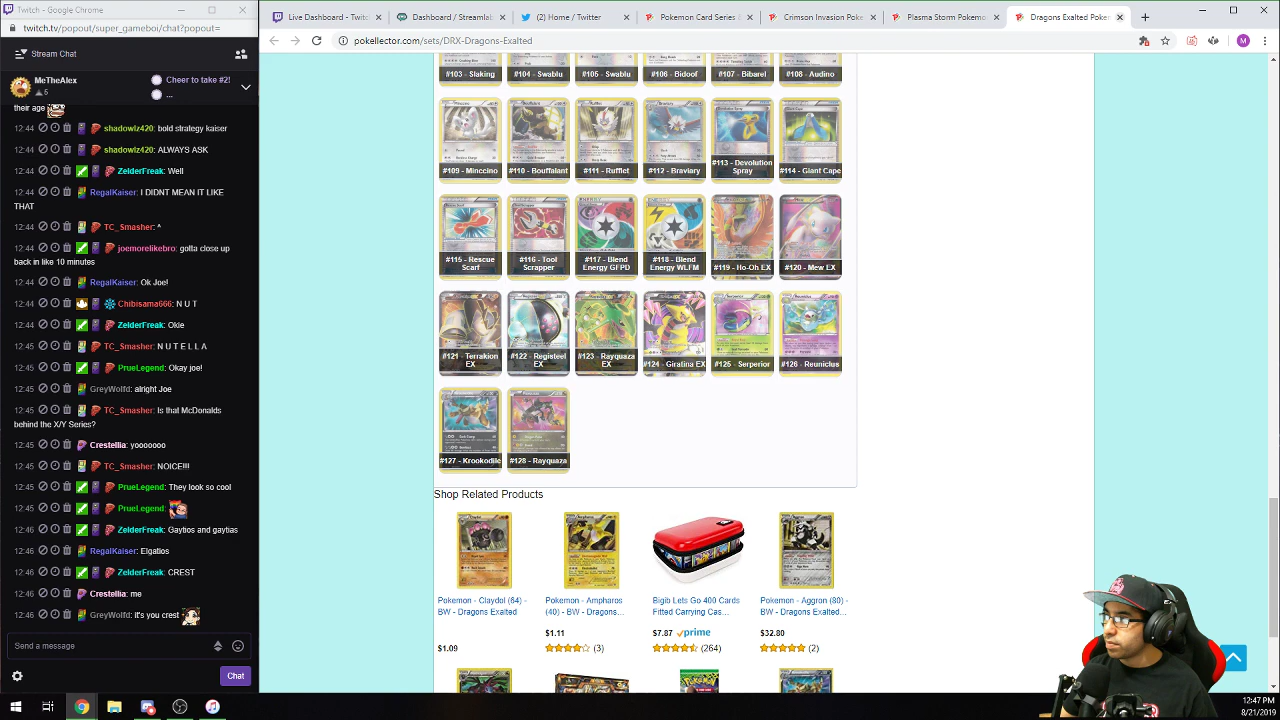 Twitch - Google Chrome
twitch.tv/popout/super_gameboi/chat?popout=
Stream Chat
MeTheAlex
5
Cheer to take #2!
...
their age
12:44 shadowlz420: bold strategy kaiser
12:44 shadowlz420: ALWAYS ASK
12:44 ZelderFreak: Well
12:44 RegalKaiser: I DIDNT MEAN IT LIKE
THAT
12:44 TC_Smasher: ^
12:44 joemorelikebro: gotta close up
back in like 10 minutes
12:44 RegalKaiser: Ok Joe!
12:44 Chibisama666: N U T
12:44 ZelderFreak: Okie
12:44 TC_Smasher: N U T E L L A
12:44 PrueLegend: Okay joe!
12:45 GreyWolfd: alright Joe
12:45 TC_Smasher: Is that McDonalds
behind the X/Y Series?
12:45 Crestellia: yooooooo
12:45 TC_Smasher: NOICE!!!
12:45 PrueLegend: They look so cool
12:45 PrueLegend:
12:46 ZelderFreak: Gaytios and gaytias
12:46 RegalKaiser: Elgatios
12:46 ZelderFreak: CREST
12:46 Crestellia: me
12:46 GreyWolfd: it's you crest
Send a message
Chat
Live Dashboard - Twitc
Dashboard / Streamlab
(2) Home / Twitter
Pokemon Card Series
Crimson Invasion Poke
Plasma Storm Pokemo
Dragons Exalted Poke
pokellector.com/sets/DRX-Dragons-Exalted
M
#103 - Slaking
#104 - Swablu
#105 - Swablu
#106 - Bidoof
#107 - Bibarel
#108 - Audino
#109 - Minccino
#110 - Bouffalant
#111 - Rufflet
#112 - Braviary
#113 - Devolution
Spray
#114 - Giant Cape
#115 - Rescue
Scarf
#116 - Tool
Scrapper
#117 - Blend
Energy GFPD
#118 - Blend
Energy WLFM
#119 - Ho-Oh EX
#120 - Mew EX
#121 - Terrakion
EX
#122 - Registeel
EX
#123 - Rayquaza
EX
#124 - Giratina EX
#125 - Serperior
#126 - Reuniclus
#127 - Krookodile
#128 - Rayquaza
Shop Related Products
Pokemon - Claydol (64) -
BW - Dragons Exalted
$1.09
Pokemon - Ampharos
(40) - BW - Dragons...
$1.11
(3)
Bigib Lets Go 400 Cards
Fitted Carrying Cas...
$7.87 prime
(264)
Pokemon - Aggron (80) -
BW - Dragons Exalted...
$32.80
(2)
12:47 PM
8/21/2019